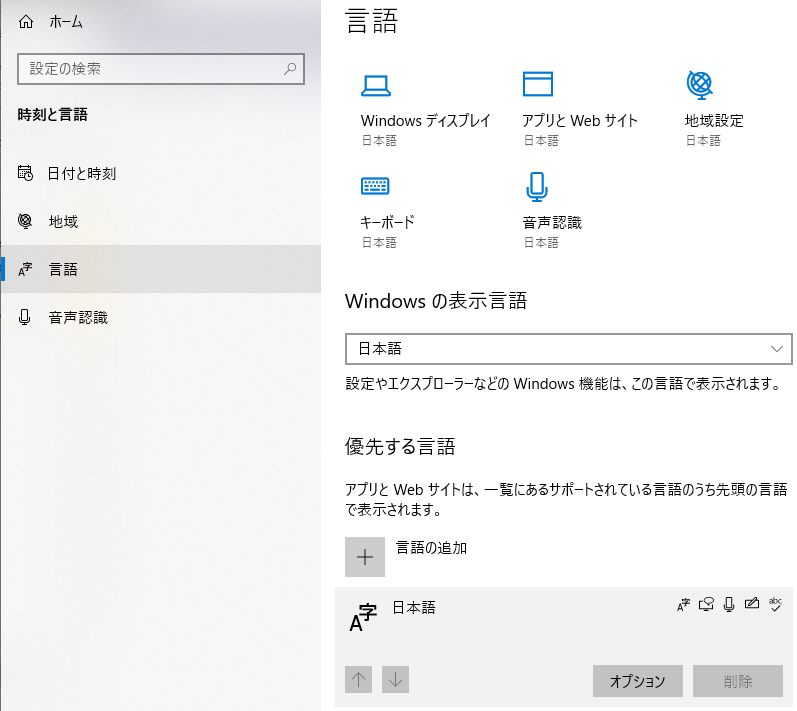 ホーム
設定の検索
時刻と言語
日付と時刻
地域
言語
音声認識
言語
Windows ディスプレイ
日本語
アプリと Web サイト
日本語
地域設定
日本語
キーボード
日本語
音声認識
日本語
Windows の表示言語
日本語
設定やエクスプローラーなどの Windows 機能は、この言語で表示されます。
優先する言語
アプリと Web サイトは、一覧にあるサポートされている言語のうち先頭の言語
で表示されます。
言語の追加
A字
日本語
A字
abc
オプション
削除